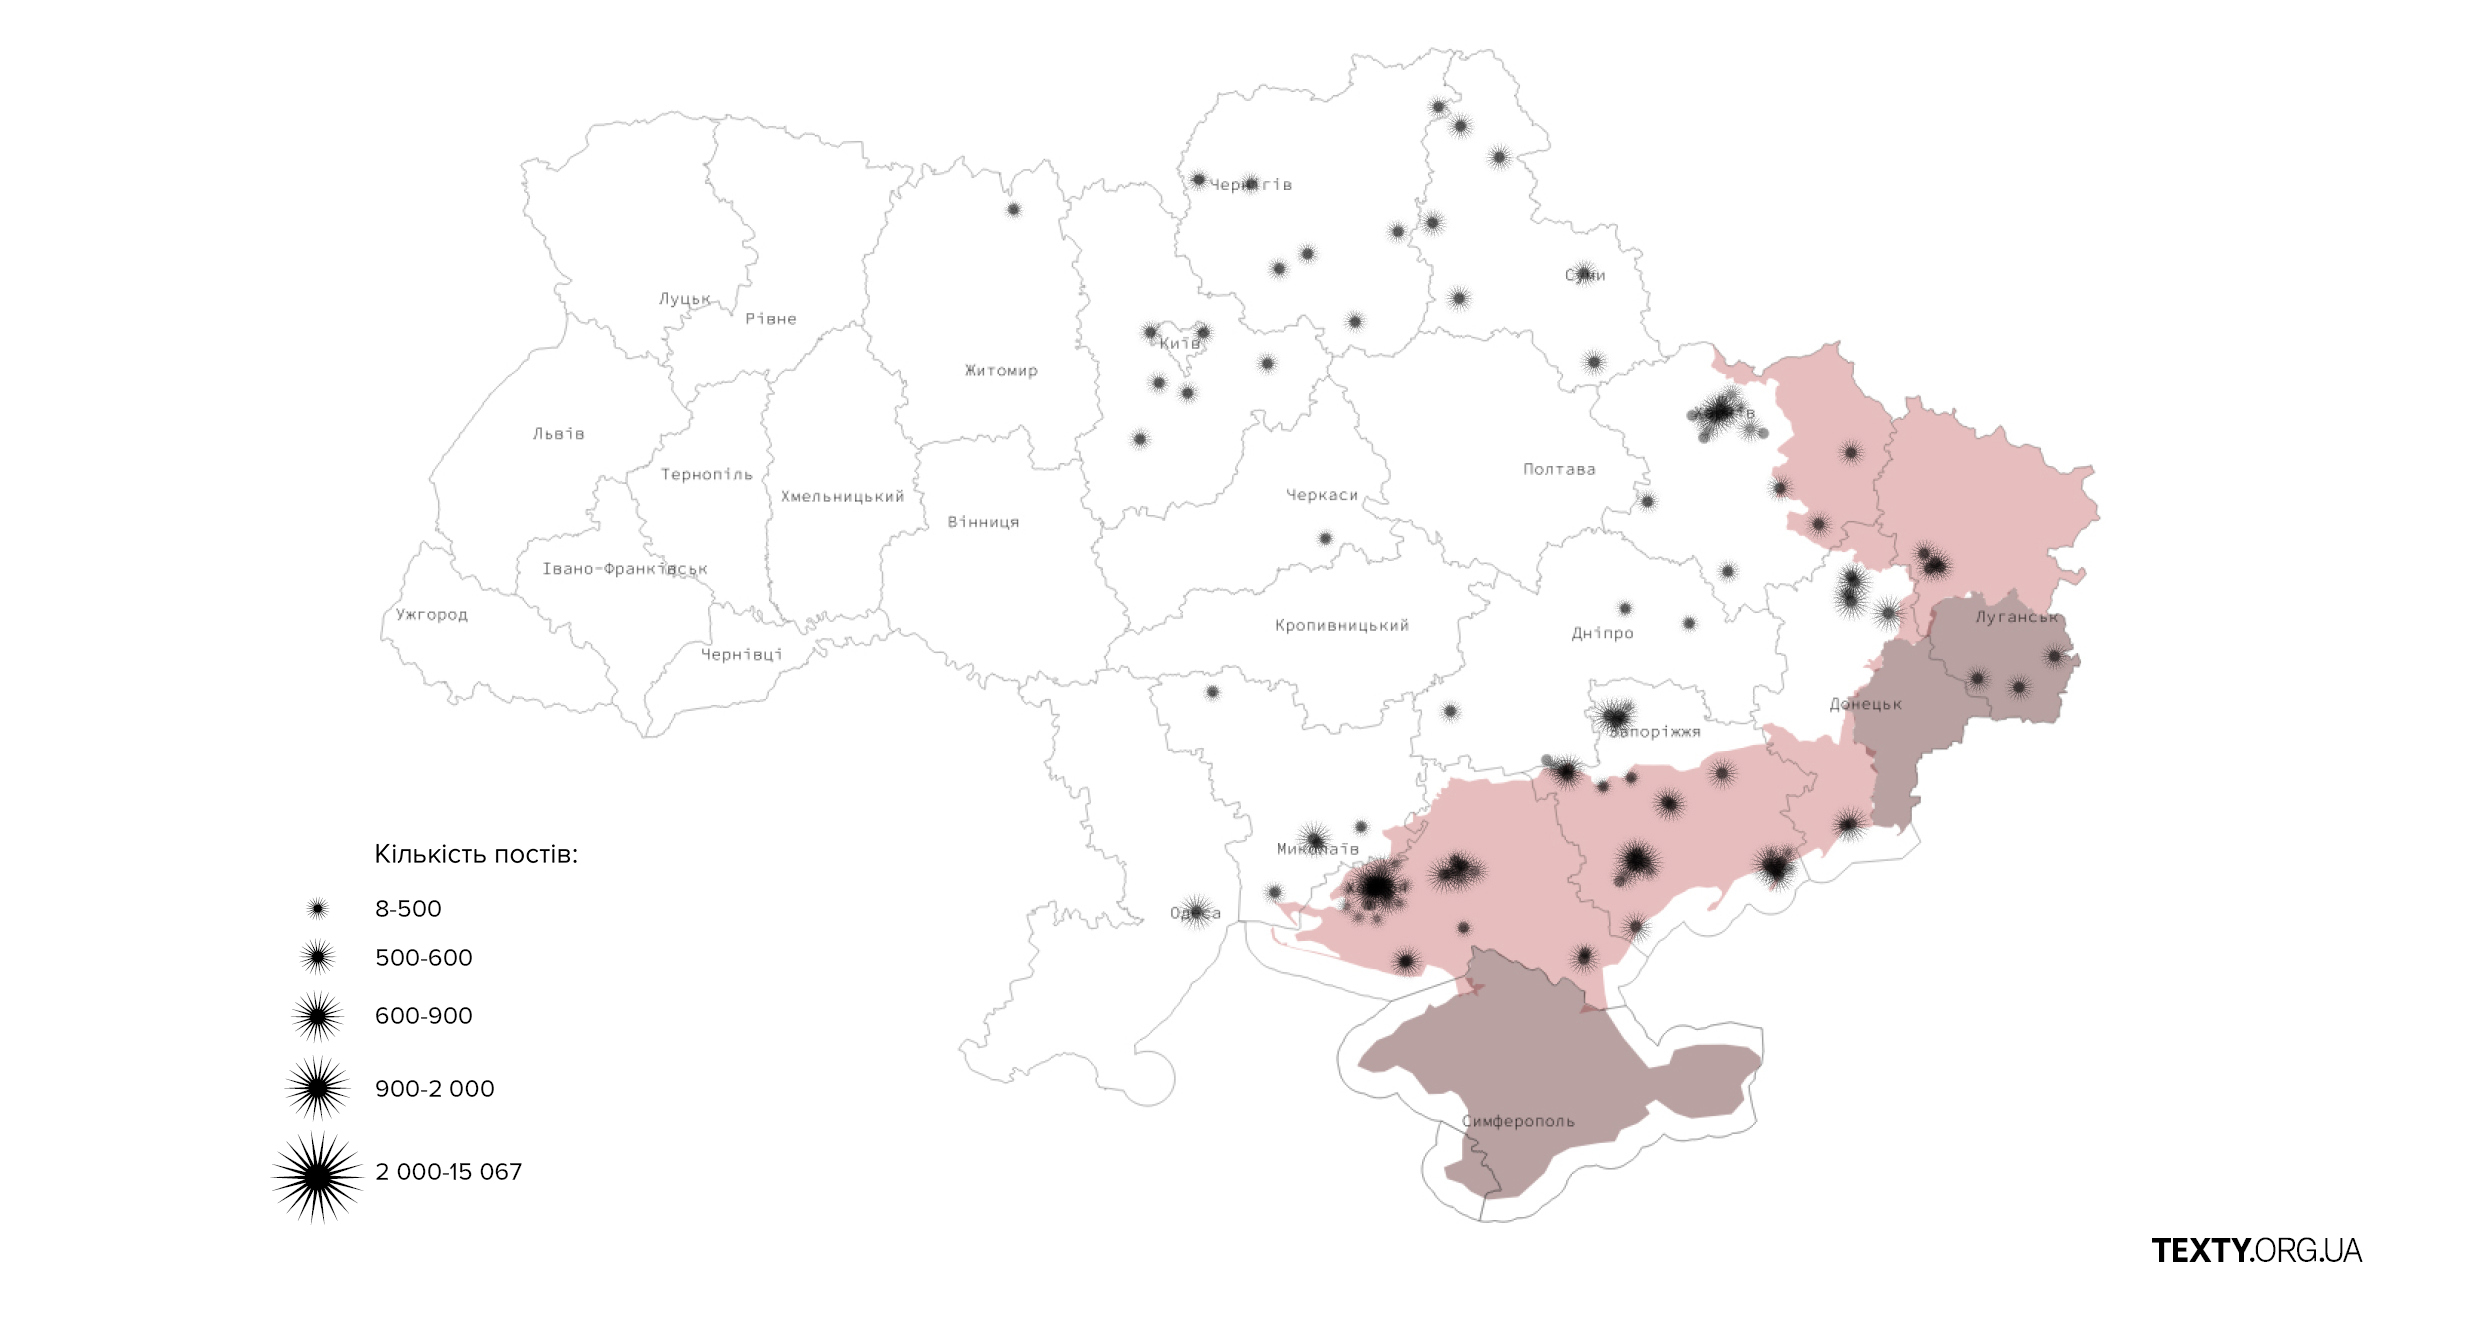 Чернігів
Суми
Луцьк
Рівне
Київ
Житомир
Харків
Львів
Полтава
Тернопіль
Хмельницький
Черкаси
Вінниця
Івано-Франківськ
Ужгород
Луганськ
Кропивницький
Дніпро
Чернівці
Донецьк
Запоріжжя
Миколаїв
Одеса
Симферополь
Кількість постів:
8-500
500-600
600-900
900-2 000
2 000-15 067
TEXTY.ORG.UA